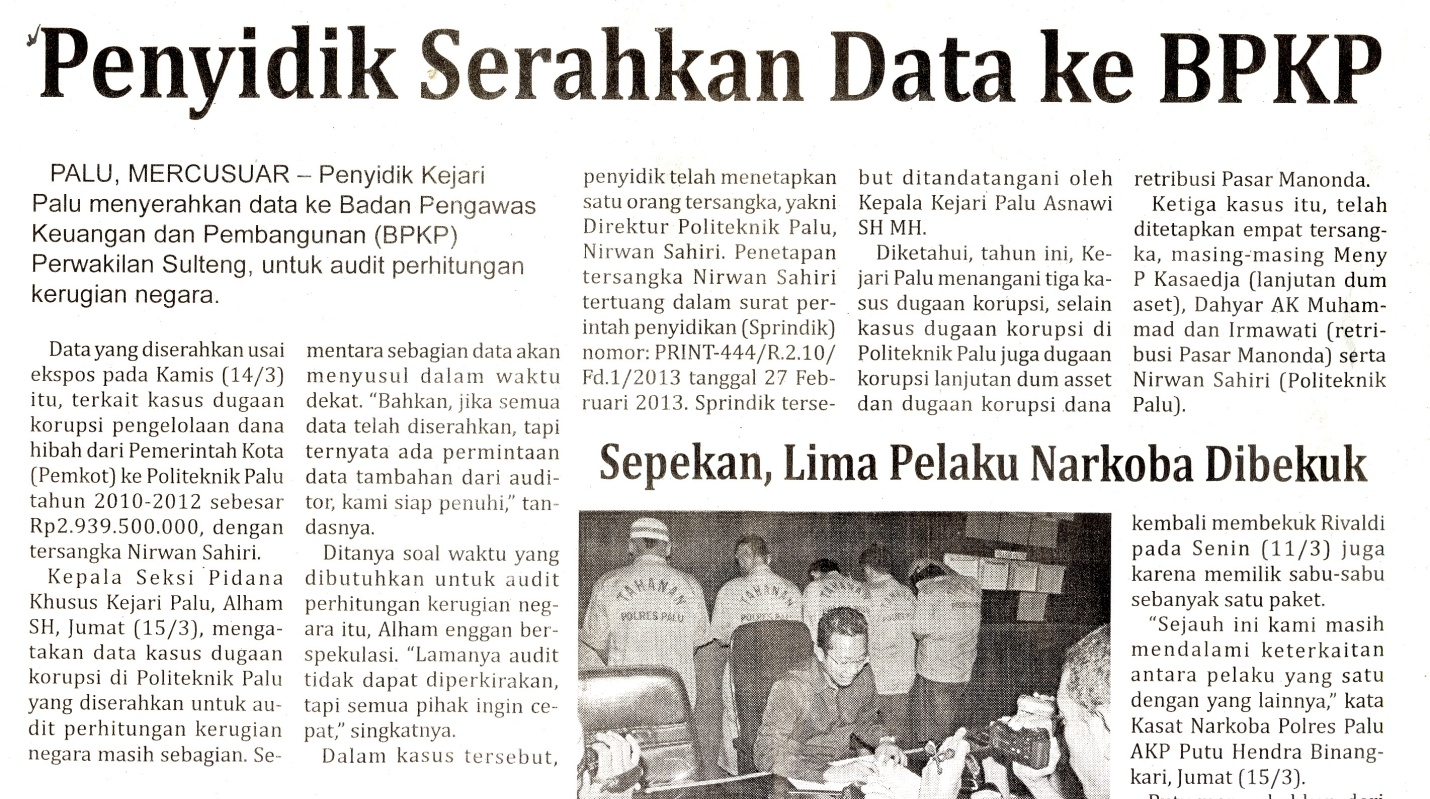 Penyidik Serahkan Data ke BPKP
PALU, MERCUSUAR – Penyidik Kejari
Palu menyerahkan data ke Badan Pengawas
Keuangan dan Pembangunan (BPKP)
Perwakilan Sulteng, untuk audit perhitungan
kerugian negara.
Data yang diserahkan usai
ekspos pada Kamis (14/3)
itu, terkait kasus dugaan
korupsi pengelolaan dana
hibah dari Pemerintah Kota
(Pemkot) ke Politeknik Palu
tahun 2010-2012 sebesar
Rp2.939.500.000, dengan
tersangka Nirwan Sahiri.
Kepala Seksi Pidana
Khusus Kejari Palu, Alham
SH, Jumat (15/3), menga-
takan data kasus dugaan
korupsi di Politeknik Palu
yang diserahkan untuk au-
dit perhitungan kerugian
negara masih sebagian. Se-
mentara sebagian data akan
menyusul dalam waktu
dekat. “Bahkan, jika semua
data telah diserahkan, tapi
ternyata ada permintaan
data tambahan dari audi-
tor, kami siap penuhi,” tan-
dasnya.
Ditanya soal waktu yang
dibutuhkan untuk audit
perhitungan kerugian neg-
ara itu, Alham enggan ber-
spekulasi. “Lamanya audit
tidak dapat diperkirakan,
tapi semua pihak ingin ce-
pat,” singkatnya.
Dalam kasus tersebut,
penyidik telah menetapkan
satu orang tersangka, yakni
Direktur Politeknik Palu,
Nirwan Sahiri. Penetapan
tersangka Nirwan Sahiri
tertuang dalam surat per-
intah penyidikan (Sprindik)
nomor: PRINT-444/R.2.10/
Fd.1/2013 tanggal 27 Feb-
ruari 2013. Sprindik terse-
but ditandatangani oleh
Kepala Kejari Palu Asnawi
SH MH.
Diketahui, tahun ini, Ke-
jari Palu menangani tiga ka-
sus dugaan korupsi, selain
kasus dugaan korupsi di
Politeknik Palu juga dugaan
korupsi lanjutan dum asset
dan dugaan korupsi dana
retribusi Pasar Manonda.
Ketiga kasus itu, telah
ditetapkan empat tersang-
ka, masing-masing Meny
P Kasaedja (lanjutan dum
aset), Dahyar AK Muham-
mad dan Irmawati (retri-
busi Pasar Manonda) serta
Nirwan Sahiri (Politeknik
Palu).
Sepekan, Lima Pelaku Narkoba Dibekuk
TAHANAN
POLRES PALU
TAHANAN
POLRES PALU
TAHANAN
kembali membekuk Rivaldi
pada Senin (11/3) juga
karena memilik sabu-sabu
sebanyak satu paket.
“Sejauh ini kami masih
mendalami keterkaitan
antara pelaku yang satu
dengan yang lainnya,” kata
Kasat Narkoba Polres Palu
AKP Putu Hendra Binang-
kari, Jumat (15/3).